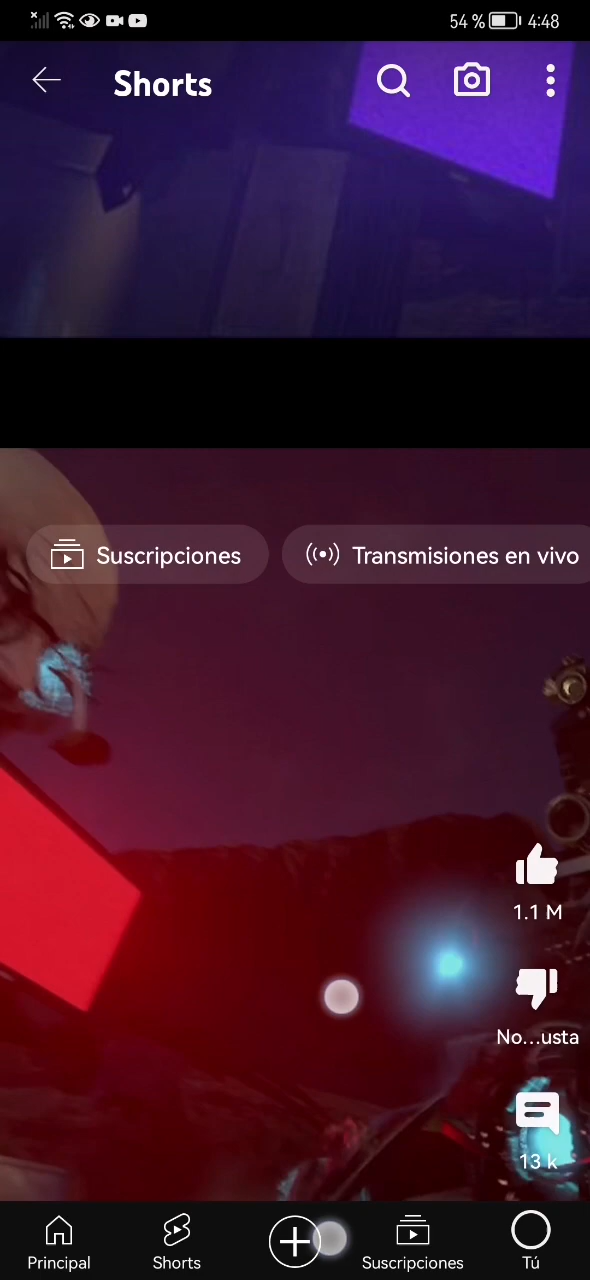 54 % 4:48
Shorts
Suscripciones
Transmisiones en vivo
1.1 M
No...usta
13 k
Principal
Shorts
Suscripciones
Tú